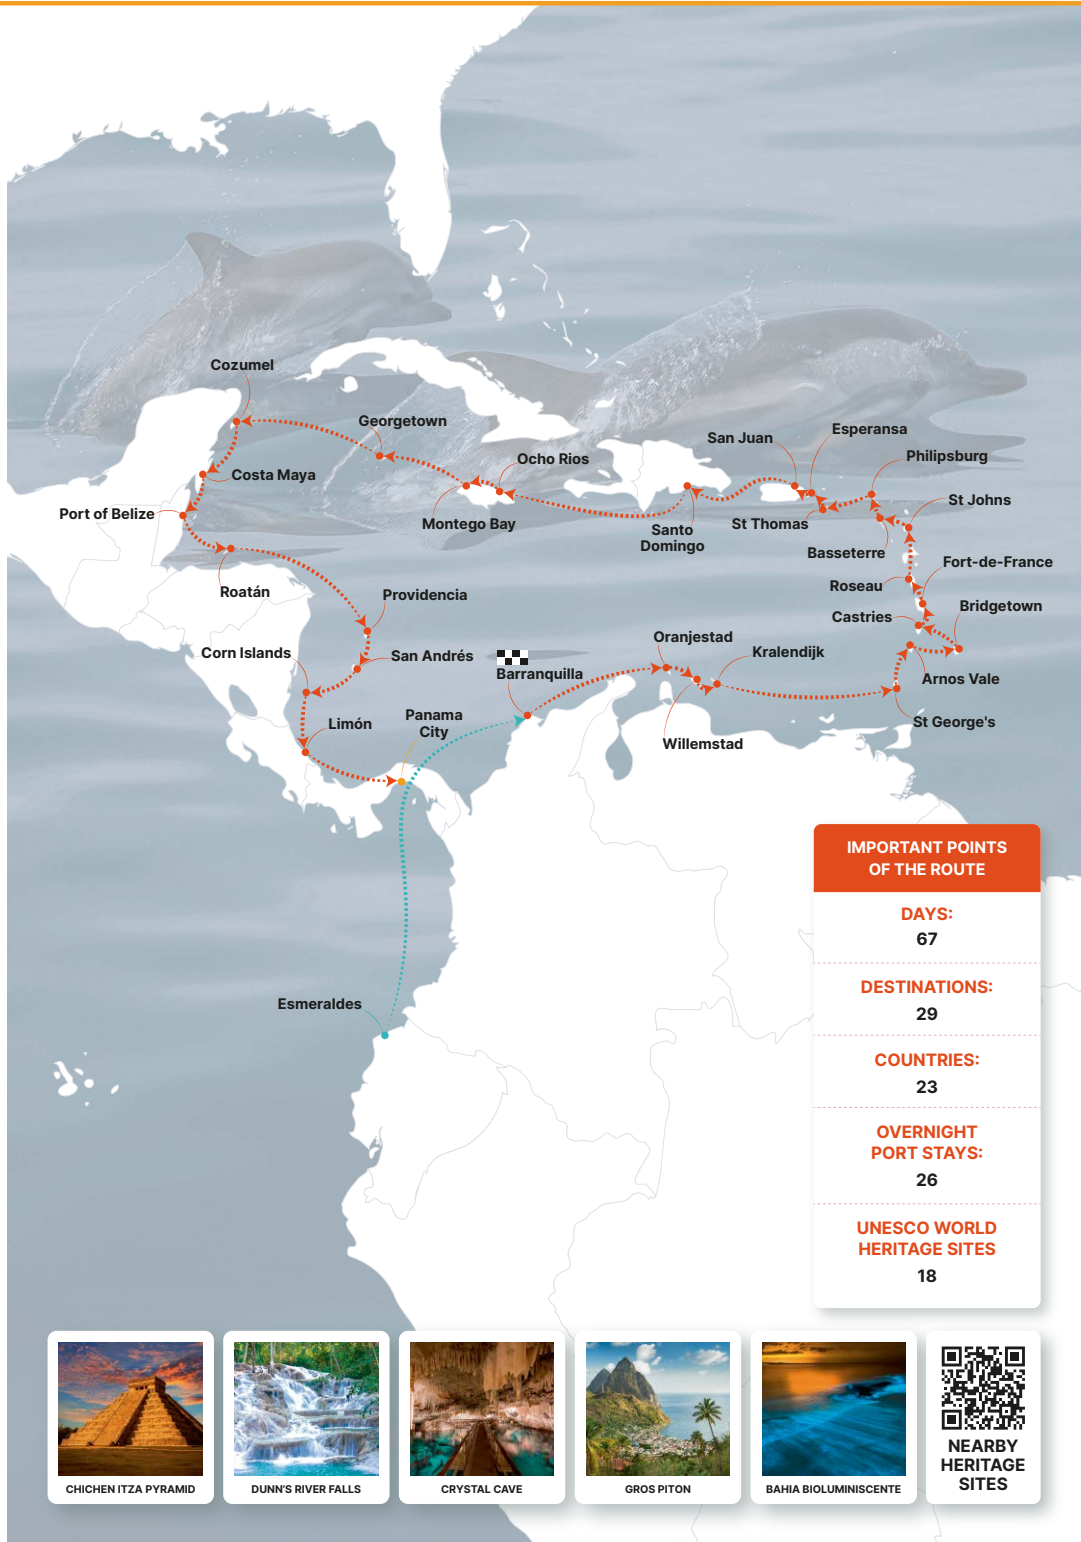 Cozumel
Georgetown
Ocho Rios
Costa Maya
Port of Belize
Montego Bay
Roatán
Providencia
Corn Islands
San Andrés
Limón
Panama
City
Barranquilla
Esmeraldes
San Juan
Esperansa
Philipsburg
St Johns
St Thomas
Santo
Domingo
Basseterre
Fort-de-France
Roseau
Bridgetown
Castries
Oranjestad
Kralendijk
Arnos Vale
St George's
Willemstad
IMPORTANT POINTS
OF THE ROUTE
DAYS:
67
DESTINATIONS:
29
COUNTRIES:
23
OVERNIGHT
PORT STAYS:
26
UNESCO WORLD
HERITAGE SITES
18
CHICHEN ITZA PYRAMID
DUNN'S RIVER FALLS
CRYSTAL CAVE
GROS PITON
BAHIA BIOLUMINISCENTE
NEARBY
HERITAGE
SITES